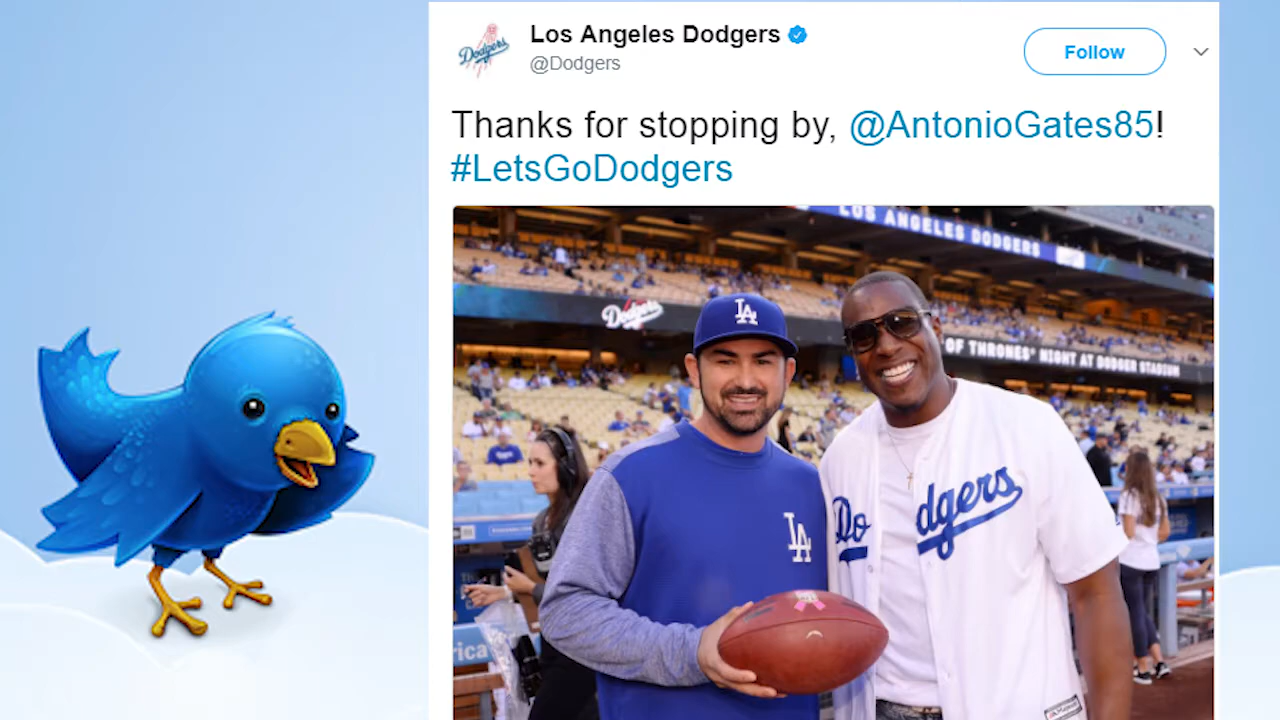 Los Angeles Dodgers
@Dodgers
Follow
Thanks for stopping by, @AntonioGates85!
#LetsGoDodgers
LOS ANGELES DODGERS
Dodgers
OF THRONES® NIGHT AT DODGER STADIUM
LA
Dodgers
LA